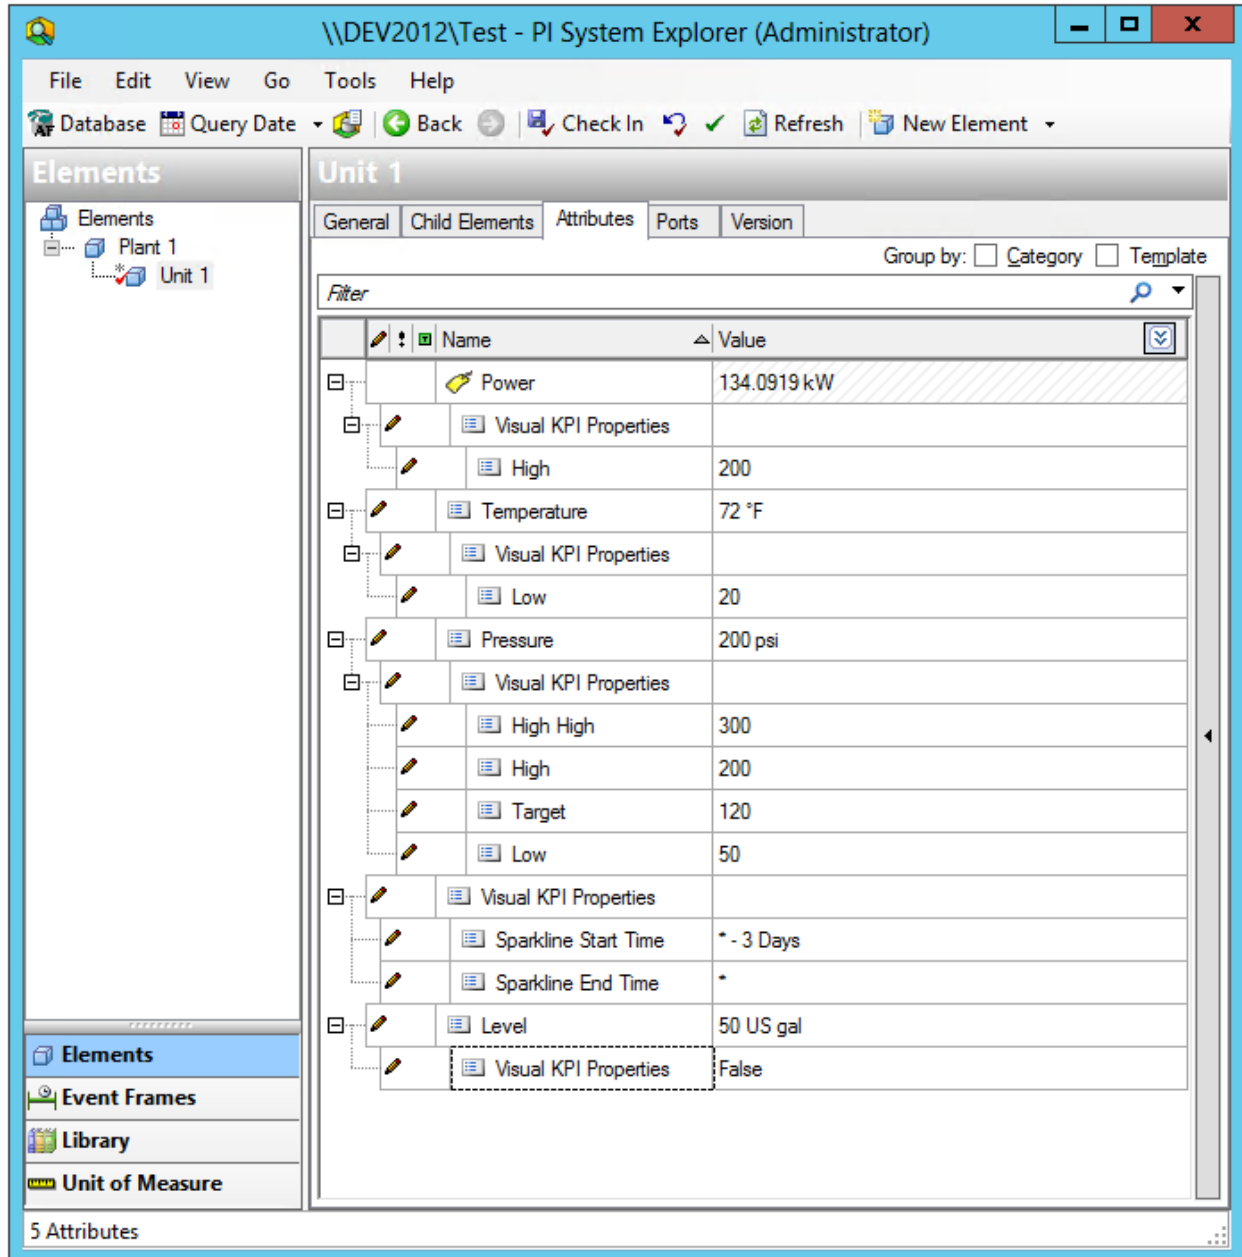 \\DEV2012\Test - PI System Explorer (Administrator)
File Edit View Go Tools Help
Database Query Date Back Check In Refresh New Element
Elements
Elements
Plant 1
Unit 1
Elements
Event Frames
Library
Unit of Measure
Unit 1
General Child Elements Attributes Ports Version
Group by: Category Template
Filter
Name Value
Power 134.0919 kW
Visual KPI Properties
High 200
Temperature 72 °F
Visual KPI Properties
Low 20
Pressure 200 psi
Visual KPI Properties
High High 300
High 200
Target 120
Low 50
Visual KPI Properties
Sparkline Start Time * - 3 Days
Sparkline End Time *
Level 50 US gal
Visual KPI Properties False
5 Attributes